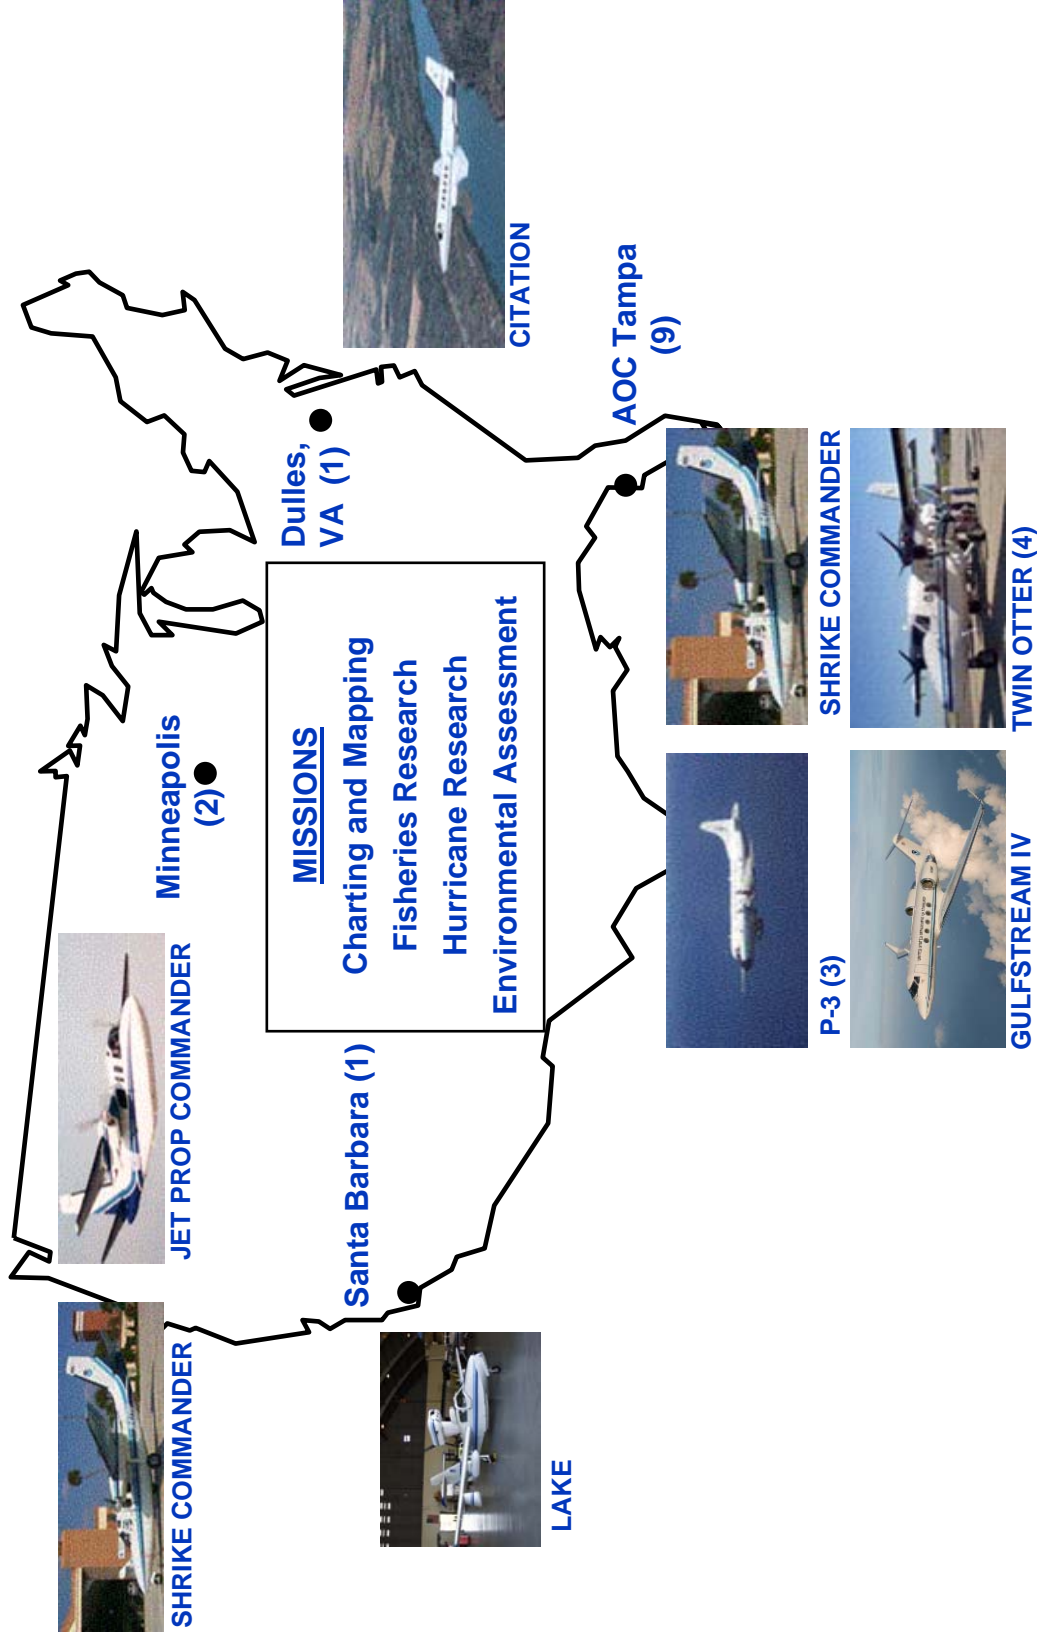 SHRIKE COMMANDER
JET PROP COMMANDER
Minneapolis
(2)
Dulles,
VA (1)
CITATION
MISSIONS
Charting and Mapping
Fisheries Research
Hurricane Research
Environmental Assessment
Santa Barbara (1)
LAKE
AOC Tampa
(9)
P-3 (3)
SHRIKE COMMANDER
GULFSTREAM IV
TWIN OTTER (4)